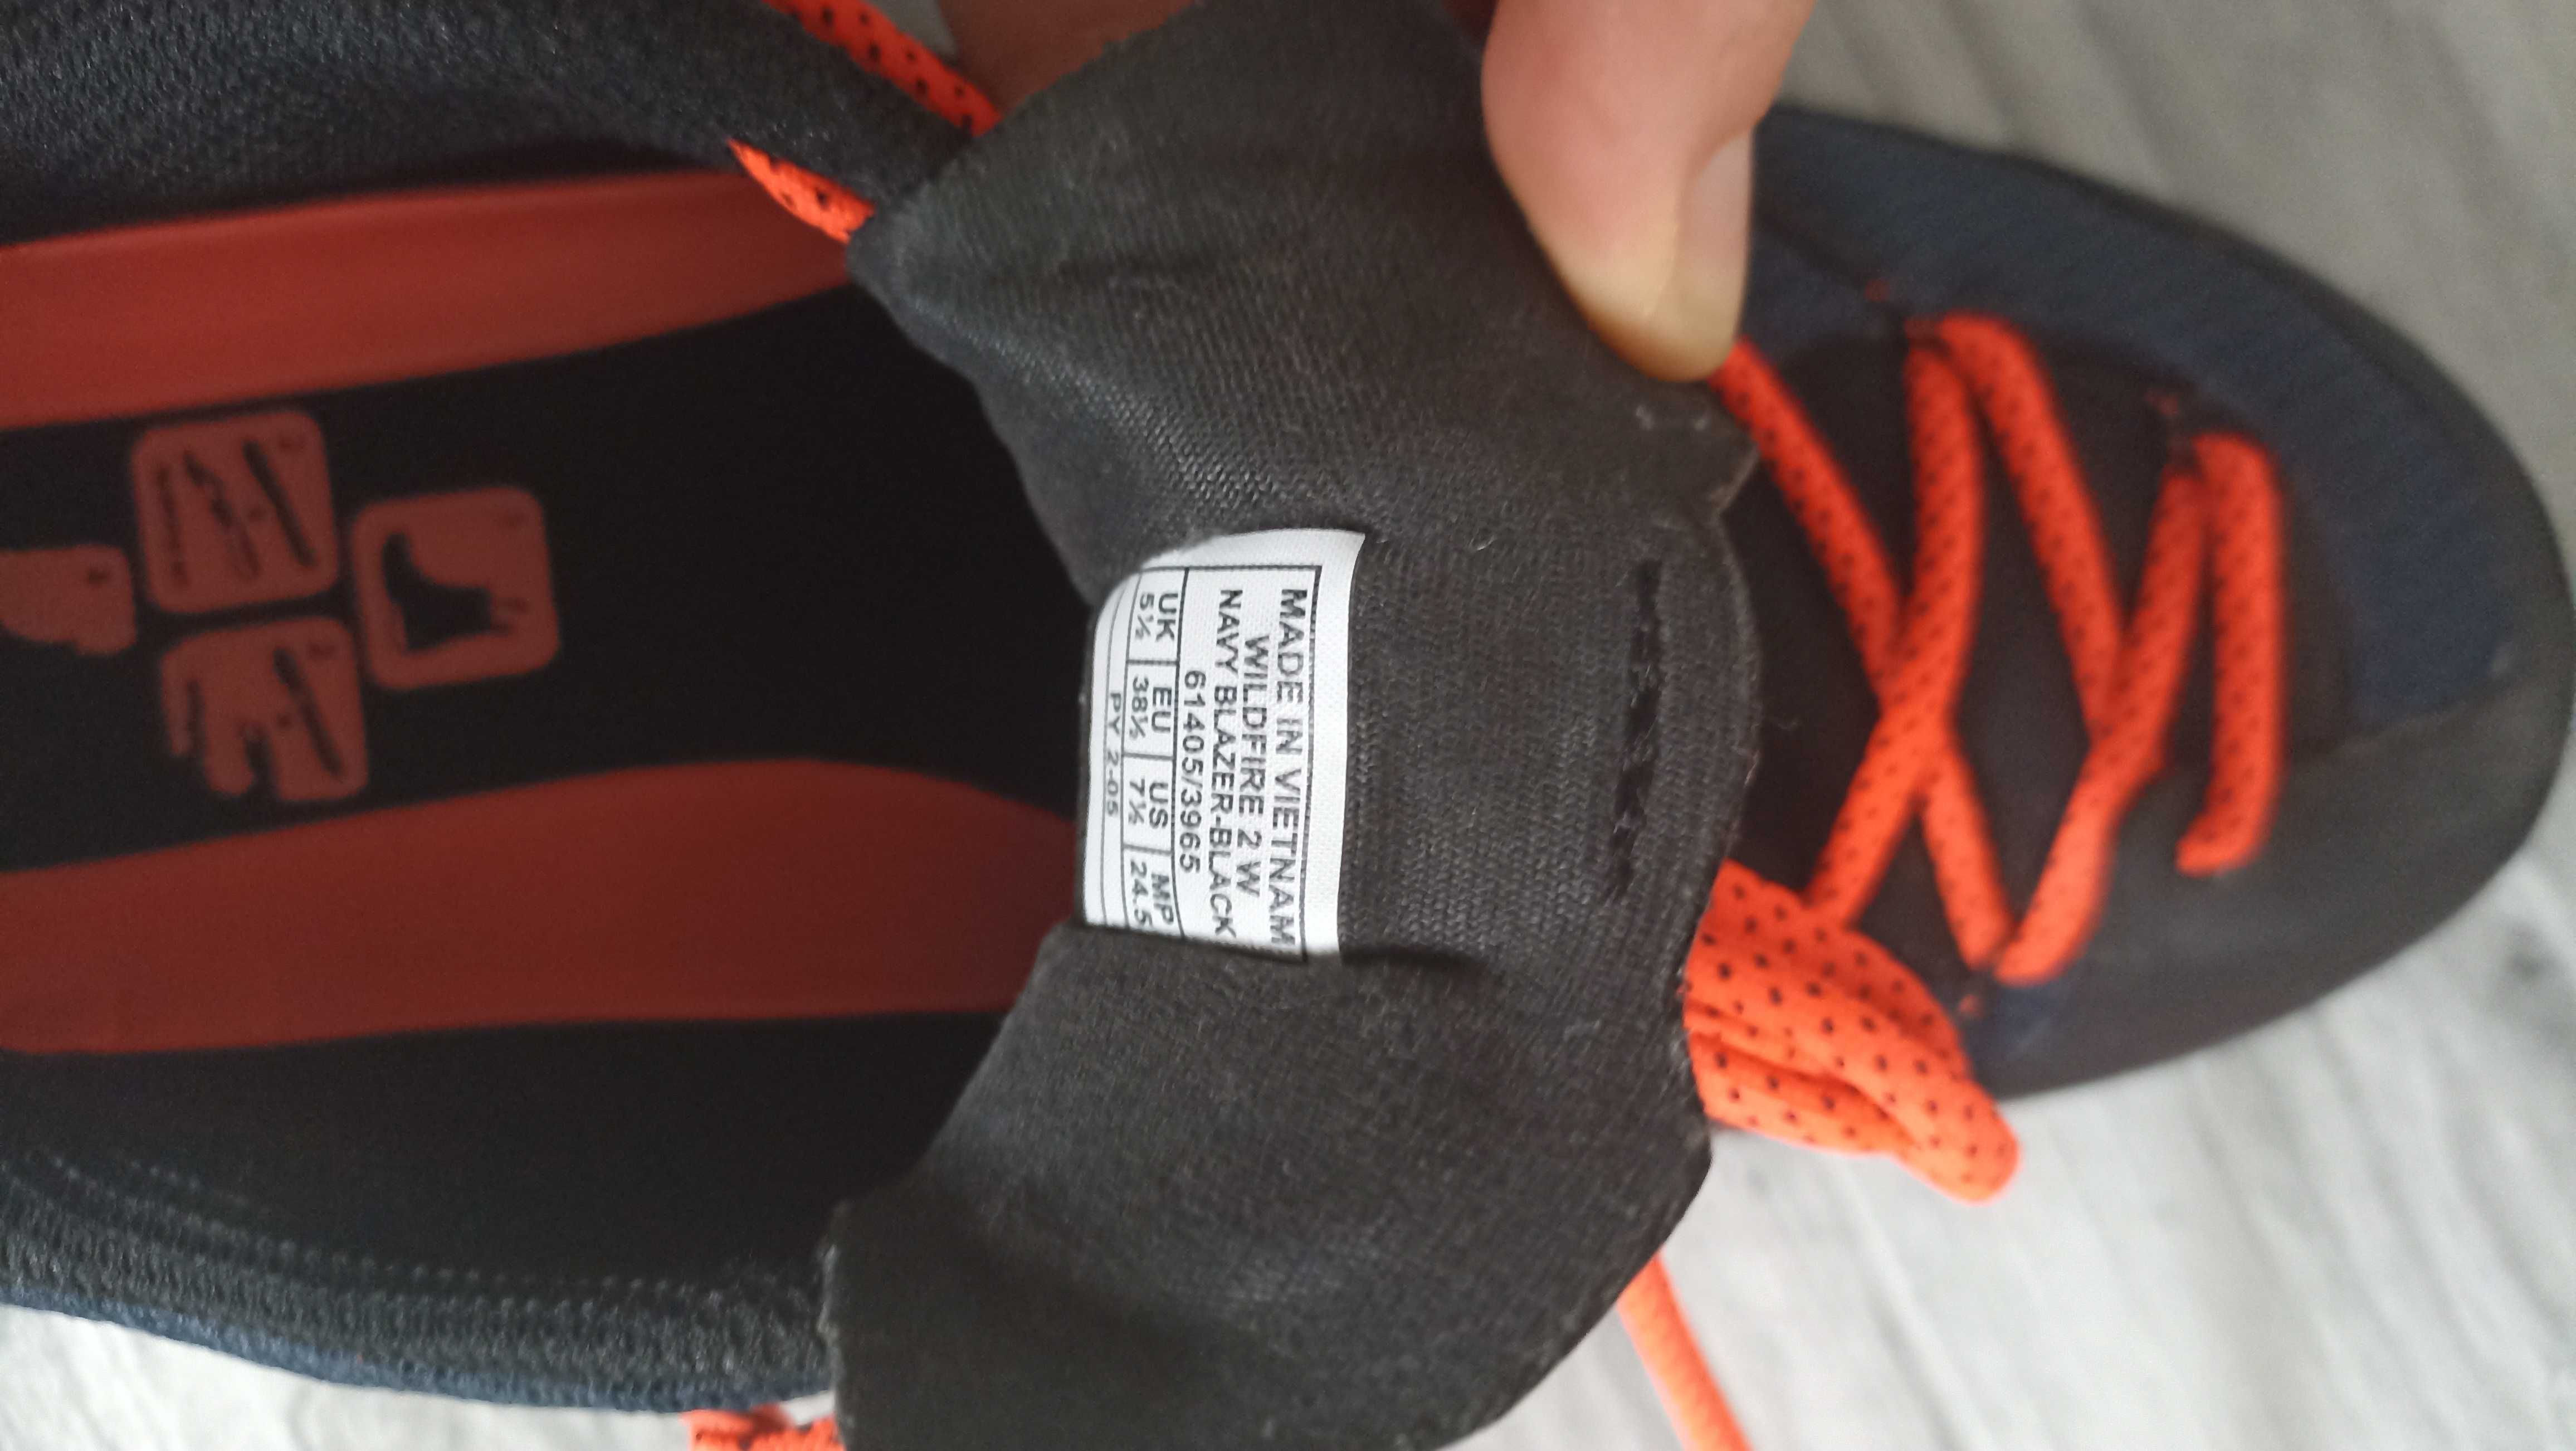 MADE IN VIETNAM
WILDFIRE 2 W
NAVY BLAZER-BLACK
611405/3965
UK EU US MP
5½ 38½ 7½ 24.5
PY 2-05